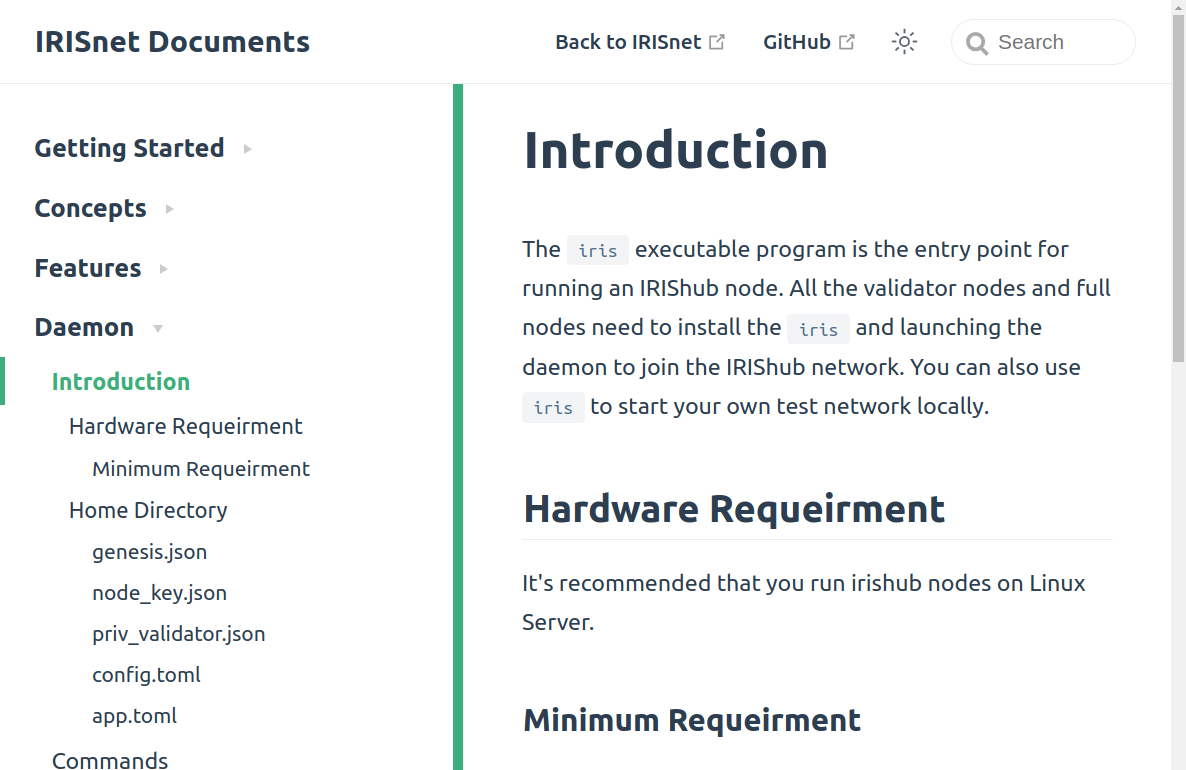 IRISnet Documents
Back to IRISnet
GitHub
Search
Getting Started
Concepts
Features
Daemon
Introduction
Hardware Requeirment
Minimum Requeirment
Home Directory
genesis.json
node_key.json
priv_validator.json
config.toml
app.toml
Commands
Introduction
The iris executable program is the entry point for
running an IRIShub node. All the validator nodes and full
nodes need to install the iris and launching the
daemon to join the IRIShub network. You can also use
iris to start your own test network locally.
Hardware Requeirment
It's recommended that you run irishub nodes on Linux
Server.
Minimum Requeirment